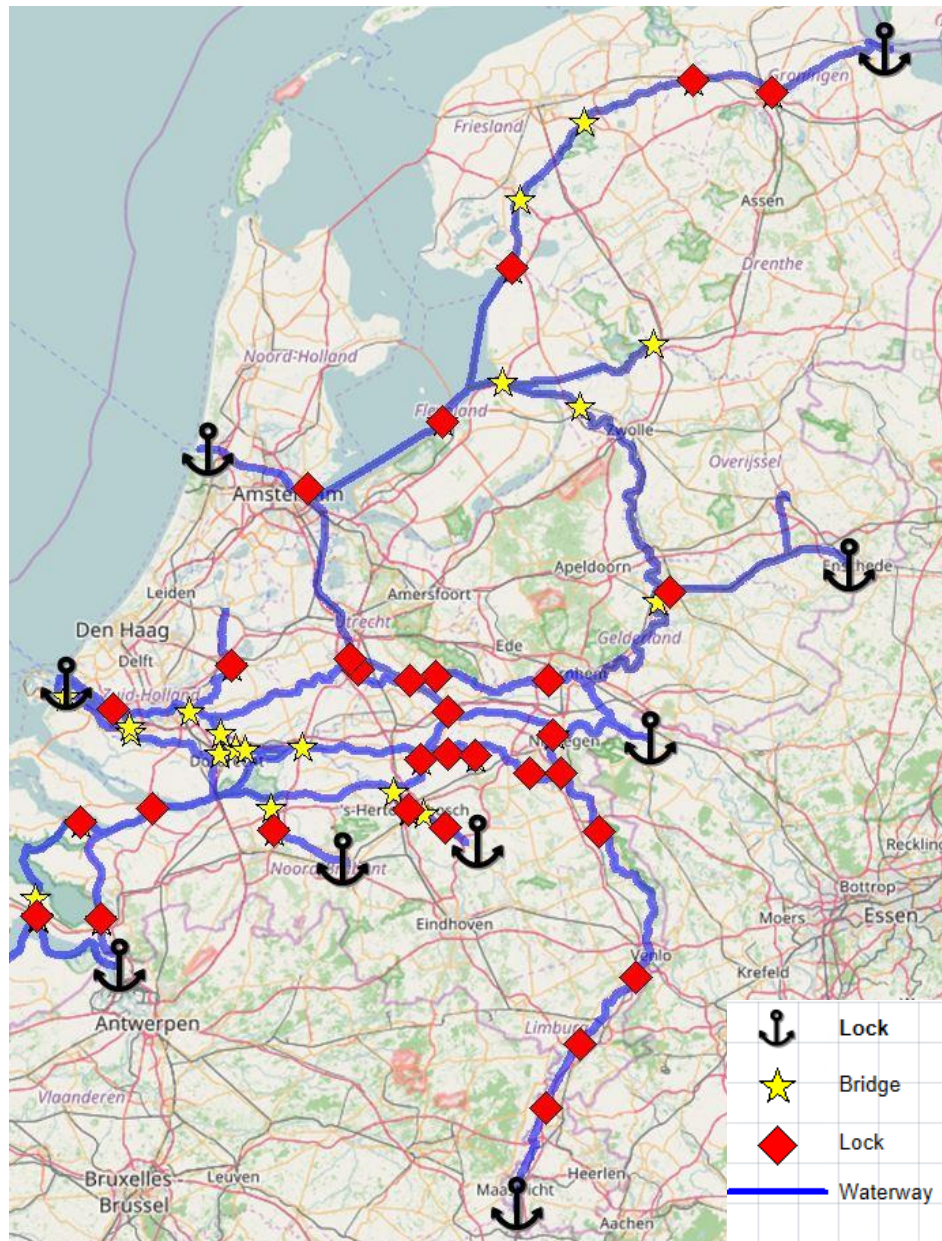 Groningen
Friesland
Assen
Drenthe
Noord-Holland
Flevoland
Zwolle
Overijssel
Amsterdam
Enschede
Apeldoorn
Leiden
Amersfoort
Utrecht
Den Haag
Ede
Gelderland
Delft
Arnhem
Zuid-Holland
Nijmegen
Dordrecht
's-Hertogenbosch
Noord-Brabant
Reckling
Bottrop
Moers
Essen
Eindhoven
Venlo
Krefeld
Antwerpen
Limburg
Lock
Bridge
Vlaanderen
Lock
Bruxelles -
Brussel
Leuven
Heerlen
Maastricht
Waterway
Aachen